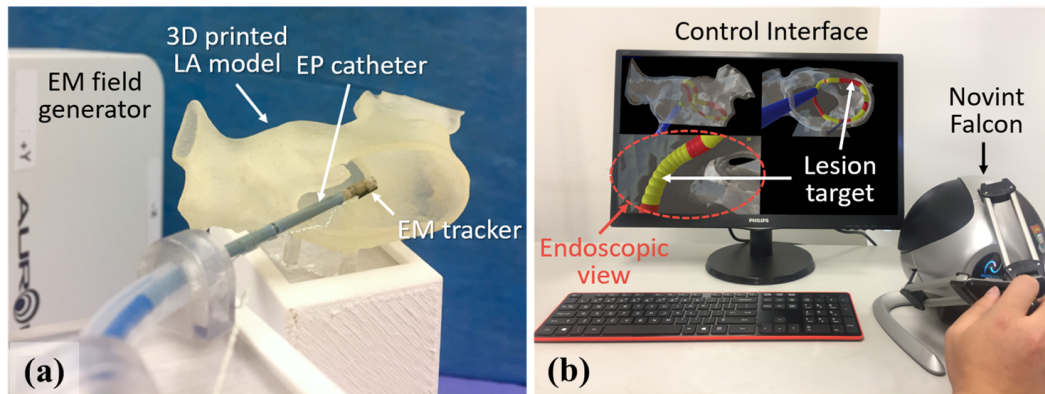 3D printed
LA model
EP catheter
EM field
generator
+Y
AURO
EM tracker
(a)
Control Interface
Novint
Falcon
Lesion
target
PHILIPS
Endoscopic
view
(b)